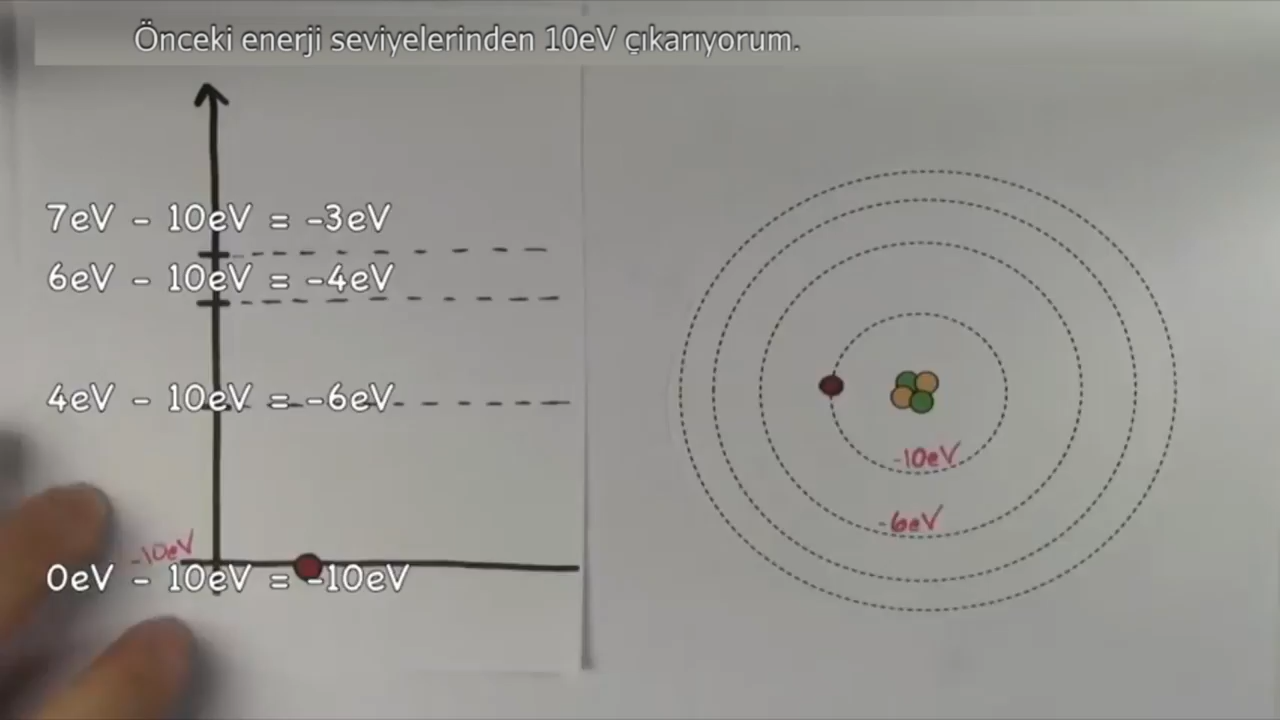 Önceki enerji seviyelerinden 10eV çıkarıyorum.
7eV - 10eV = -3eV
6eV - 10eV = -4eV
4eV - 10eV = -6eV
-10eV
0eV - 10eV = -10eV
-10eV
-6eV